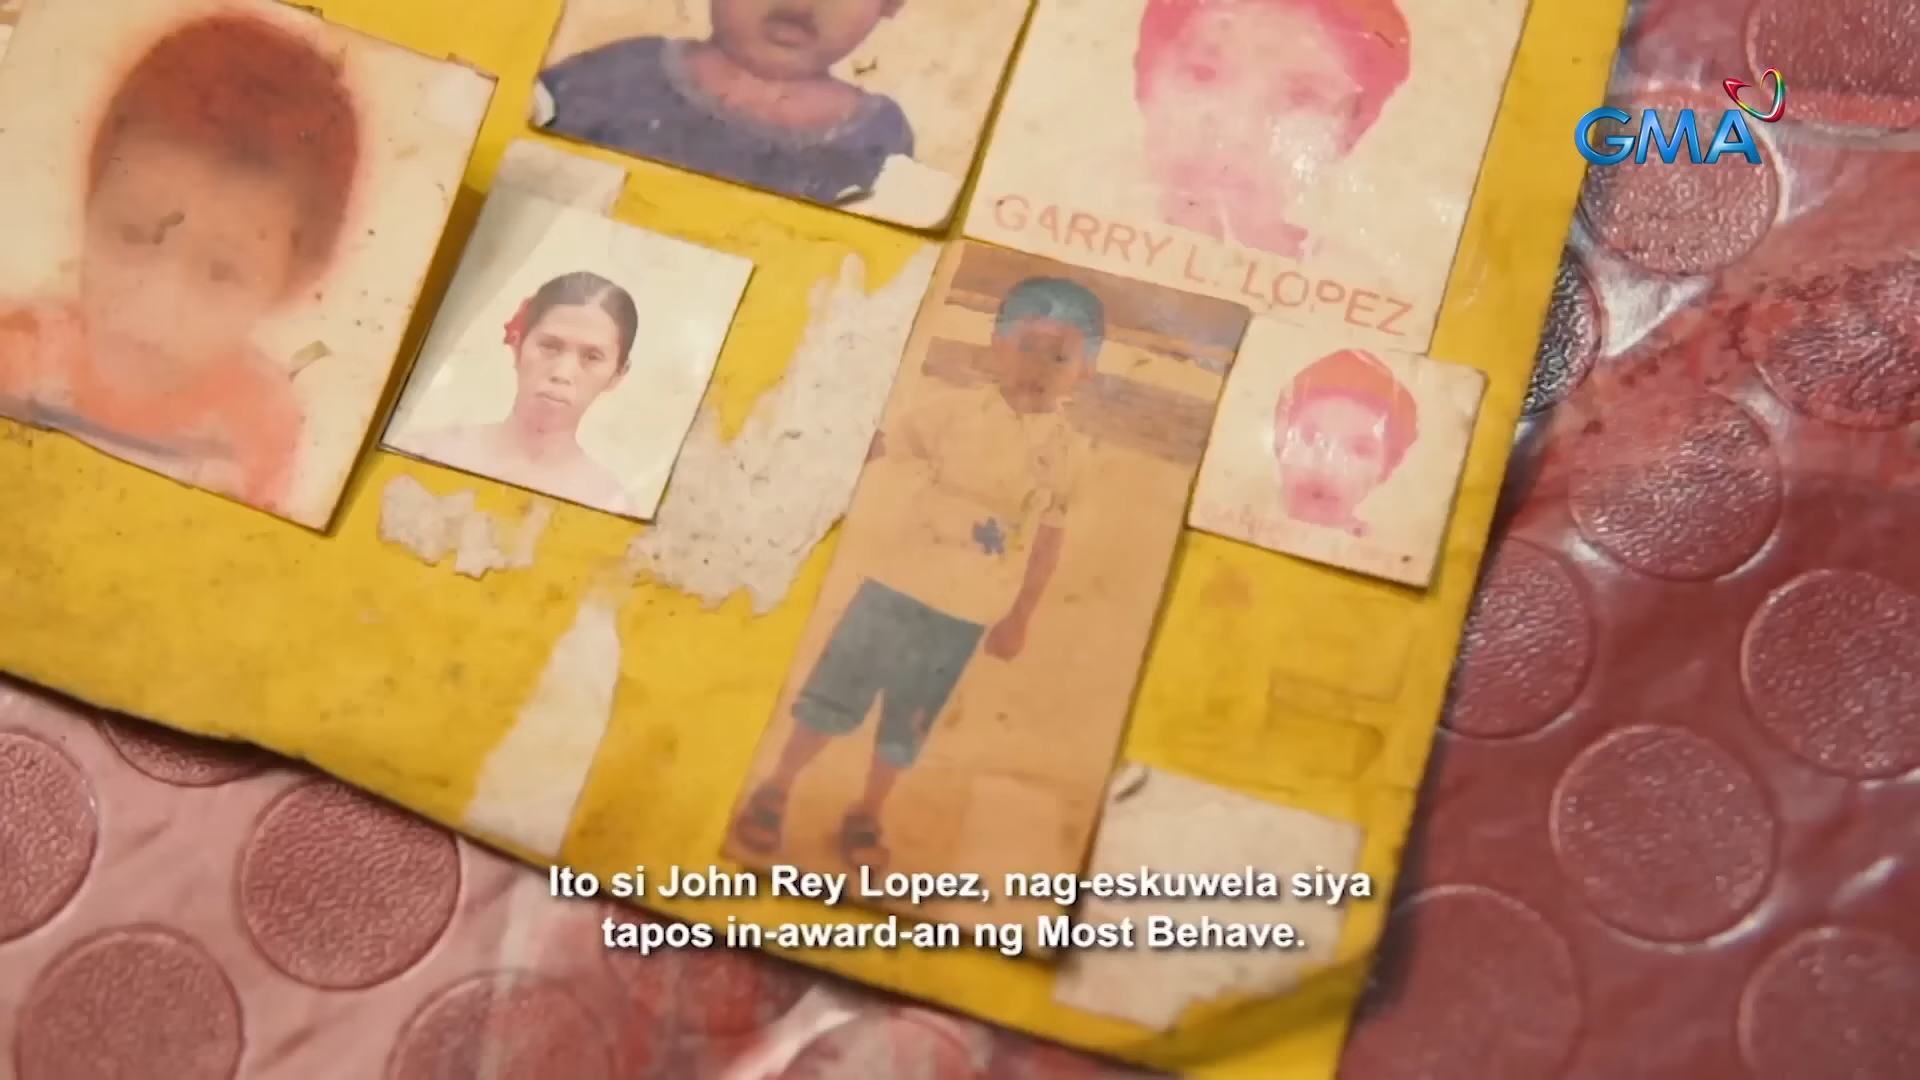 GMA
GARRY L. LOPEZ
Ito si John Rey Lopez, nag-eskuwela siya
tapos in-award-an ng Most Behave.